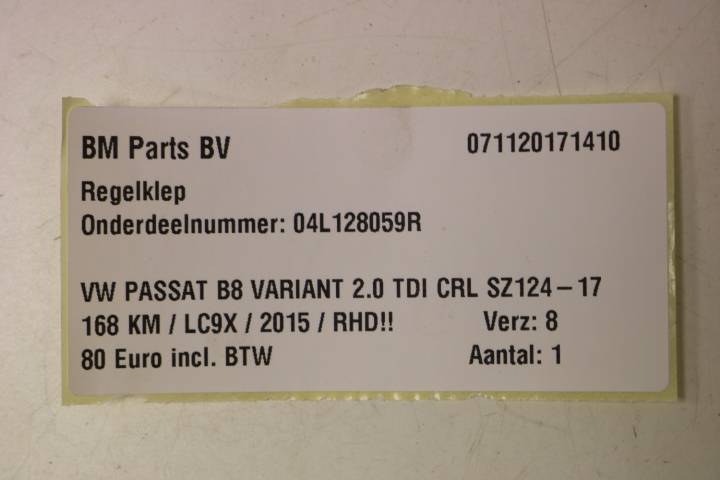 BM Parts BV 071120171410
Regelklep
Onderdeelnummer: 04L128059R
VW PASSAT B8 VARIANT 2.0 TDI CRL SZ124-17
168 KM / LC9X / 2015 / RHD!! Verz: 8
80 Euro incl. BTW Aantal: 1